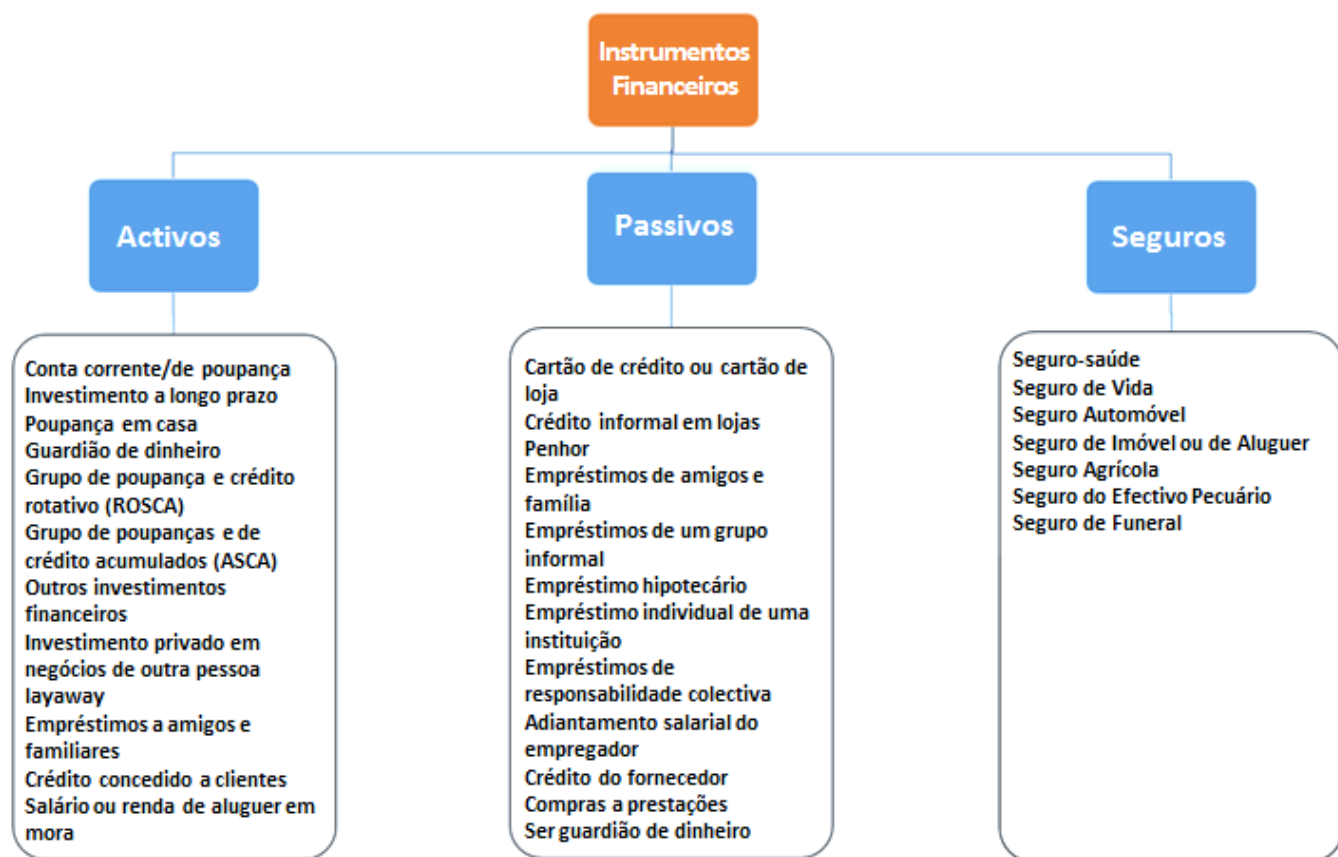 Instrumentos
Financeiros
Activos
Passivos
Seguros
Conta corrente/de poupança
Investimento a longo prazo
Poupança em casa
Guardião de dinheiro
Grupo de poupança e crédito
rotativo (ROSCA)
Grupo de poupanças e de
crédito acumulados (ASCA)
Outros investimentos
financeiros
Investimento privado em
negócios de outra pessoa
layaway
Empréstimos a amigos e
familiares
Crédito concedido a clientes
Salário ou renda de aluguer em
mora
Cartão de crédito ou cartão de
loja
Crédito informal em lojas
Penhor
Empréstimos de amigos e
família
Empréstimos de um grupo
informal
Empréstimo hipotecário
Empréstimo individual de uma
instituição
Empréstimos de
responsabilidade colectiva
Adiantamento salarial do
empregador
Crédito do fornecedor
Compras a prestações
Ser guardião de dinheiro
Seguro-saúde
Seguro de Vida
Seguro Automóvel
Seguro de Imóvel ou de Aluguer
Seguro Agrícola
Seguro do Efectivo Pecuário
Seguro de Funeral